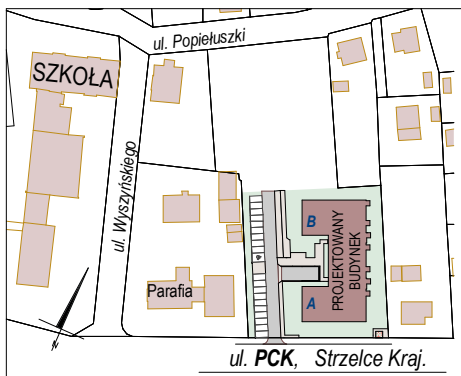 ul. Popiełuszki
SZKOŁA
ul. Wyszyńskiego
B
PROJEKTOWANY
BUDYNEK
Parafia
A
N
ul. PCK, Strzelce Kraj.